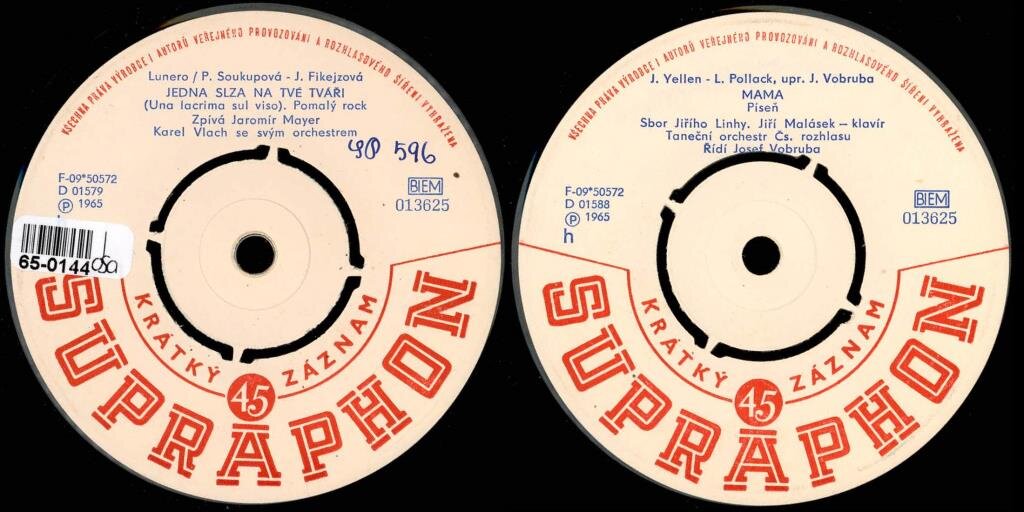 VŠECHNA PRÁVA VÝROBCE I AUTORŮ VEŘEJNÉHO PROVOZOVÁNÍ A ROZHLASOVÉHO ŠÍŘENÍ VYHRAŽENA
Lunero / P. Soukupová - J. Fikejzová
JEDNA SLZA NA TVÉ TVÁŘI
(Una lacrima sul viso). Pomalý rock
Zpívá Jaromír Mayer
Karel Vlach se svým orchestrem
596
F-09*50572
D 01579
Ⓟ 1965
BIEM
013625
65-0144
KRÁTKÝ 45 ZÁZNAM
SUPRAPHON
VŠECHNA PRÁVA VÝROBCE I AUTORŮ VEŘEJNÉHO PROVOZOVÁNÍ A ROZHLASOVÉHO ŠÍŘENÍ VYHRAŽENA
J. Yellen - L. Pollack, upr. J. Vobruba
MAMA
Píseň
Sbor Jiřího Linhy. Jiří Malásek – klavír
Taneční orchestr Čs. rozhlasu
Řídí Josef Vobruba
F-09*50572
D 01588
Ⓟ 1965
h
BIEM
013625
KRÁTKÝ 45 ZÁZNAM
SUPRAPHON